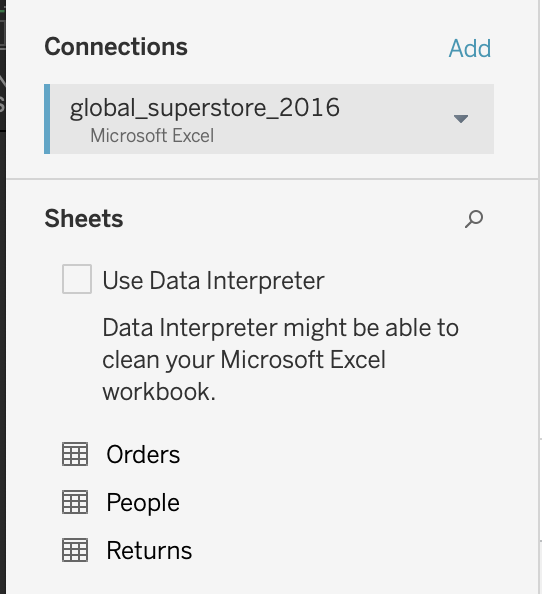 Connections
Add
global_superstore_2016
Microsoft Excel
Sheets
Use Data Interpreter
Data Interpreter might be able to
clean your Microsoft Excel
workbook.
Orders
People
Returns